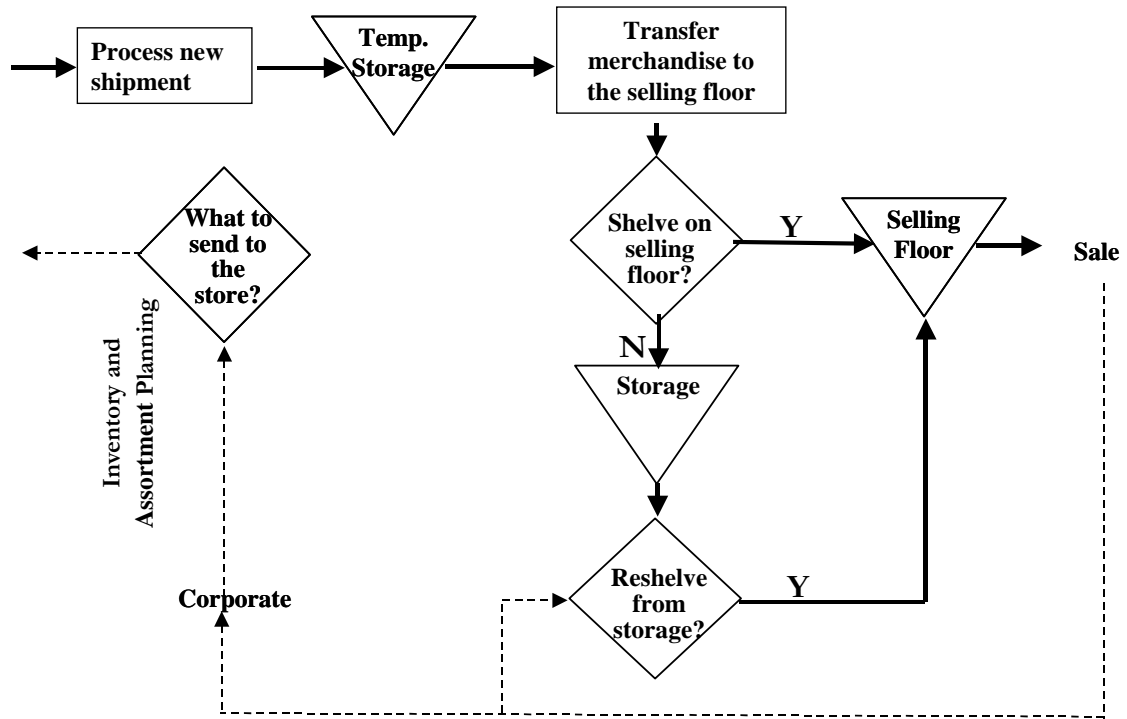 Process new
shipment
Temp.
Storage
Transfer
merchandise to
the selling floor
What to
send to
the
store?
Shelve on
selling
floor?
Y
Selling
Floor
Sale
N
Storage
Inventory and
Assortment Planning
Corporate
Reshelve
from
storage?
Y